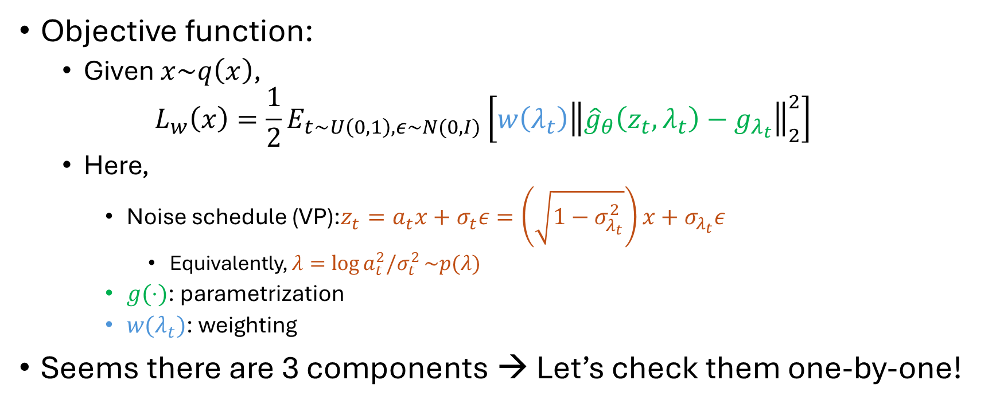 • Objective function:
• Given $x \sim q(x)$,
$L_w(x) = \frac{1}{2} E_{t \sim U(0,1), \epsilon \sim N(0,I)} \left[ w(\lambda_t) \left\| \hat{g}_\theta(z_t, \lambda_t) - g_{\lambda_t} \right\|_2^2 \right]$
• Here,
• Noise schedule (VP):$z_t = a_t x + \sigma_t \epsilon = \left( \sqrt{1 - \sigma_{\lambda_t}^2} \right) x + \sigma_{\lambda_t} \epsilon$
• Equivalently, $\lambda = \log a_t^2 / \sigma_t^2 \sim p(\lambda)$
• $g(\cdot)$: parametrization
• $w(\lambda_t)$: weighting
• Seems there are 3 components → Let’s check them one-by-one!